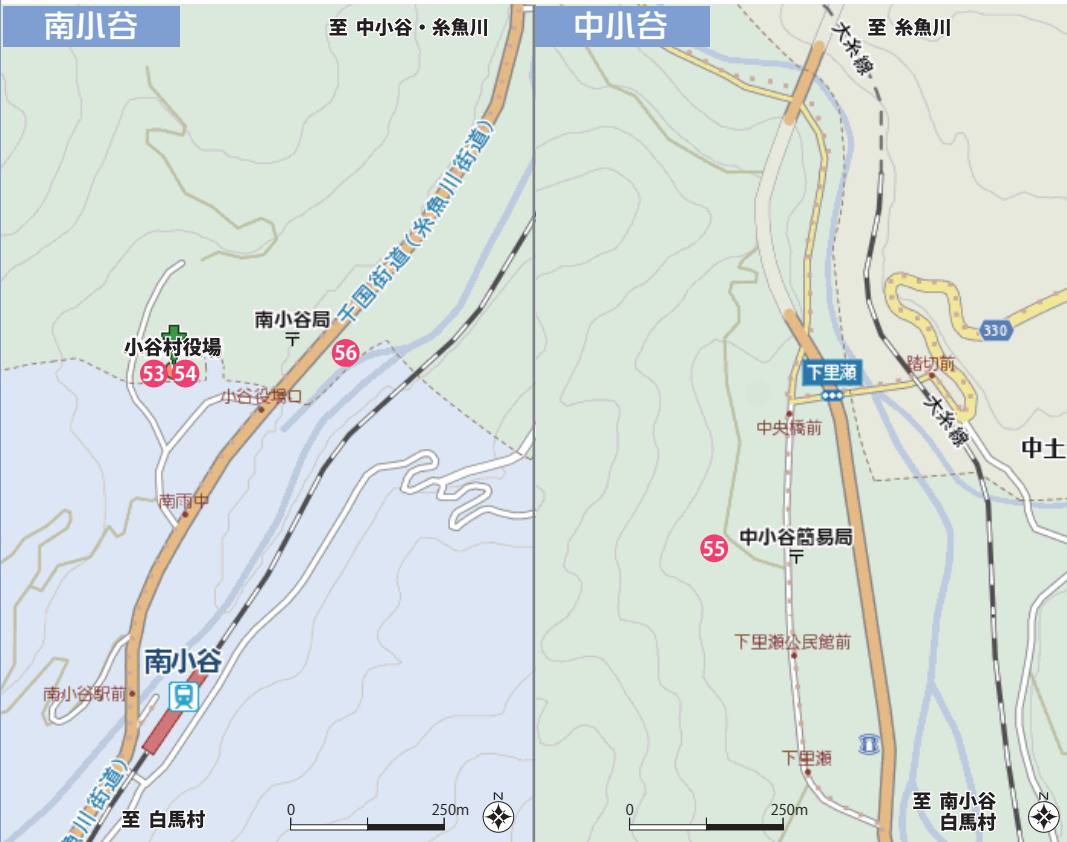 南小谷
至 中小谷・糸魚川
千国街道(糸魚川街道)
南小谷局
56
小谷村役場
53 54
小谷役場口
南雨中
南小谷
南小谷駅前
魚川街道)
至 白馬村
0 250m
N
中小谷
至 糸魚川
大糸線
330
踏切前
下里瀬
大糸線
中央橋前
中土
中小谷簡易局
55
下里瀬公民館前
下里瀬
至 南小谷
白馬村
0 250m
N